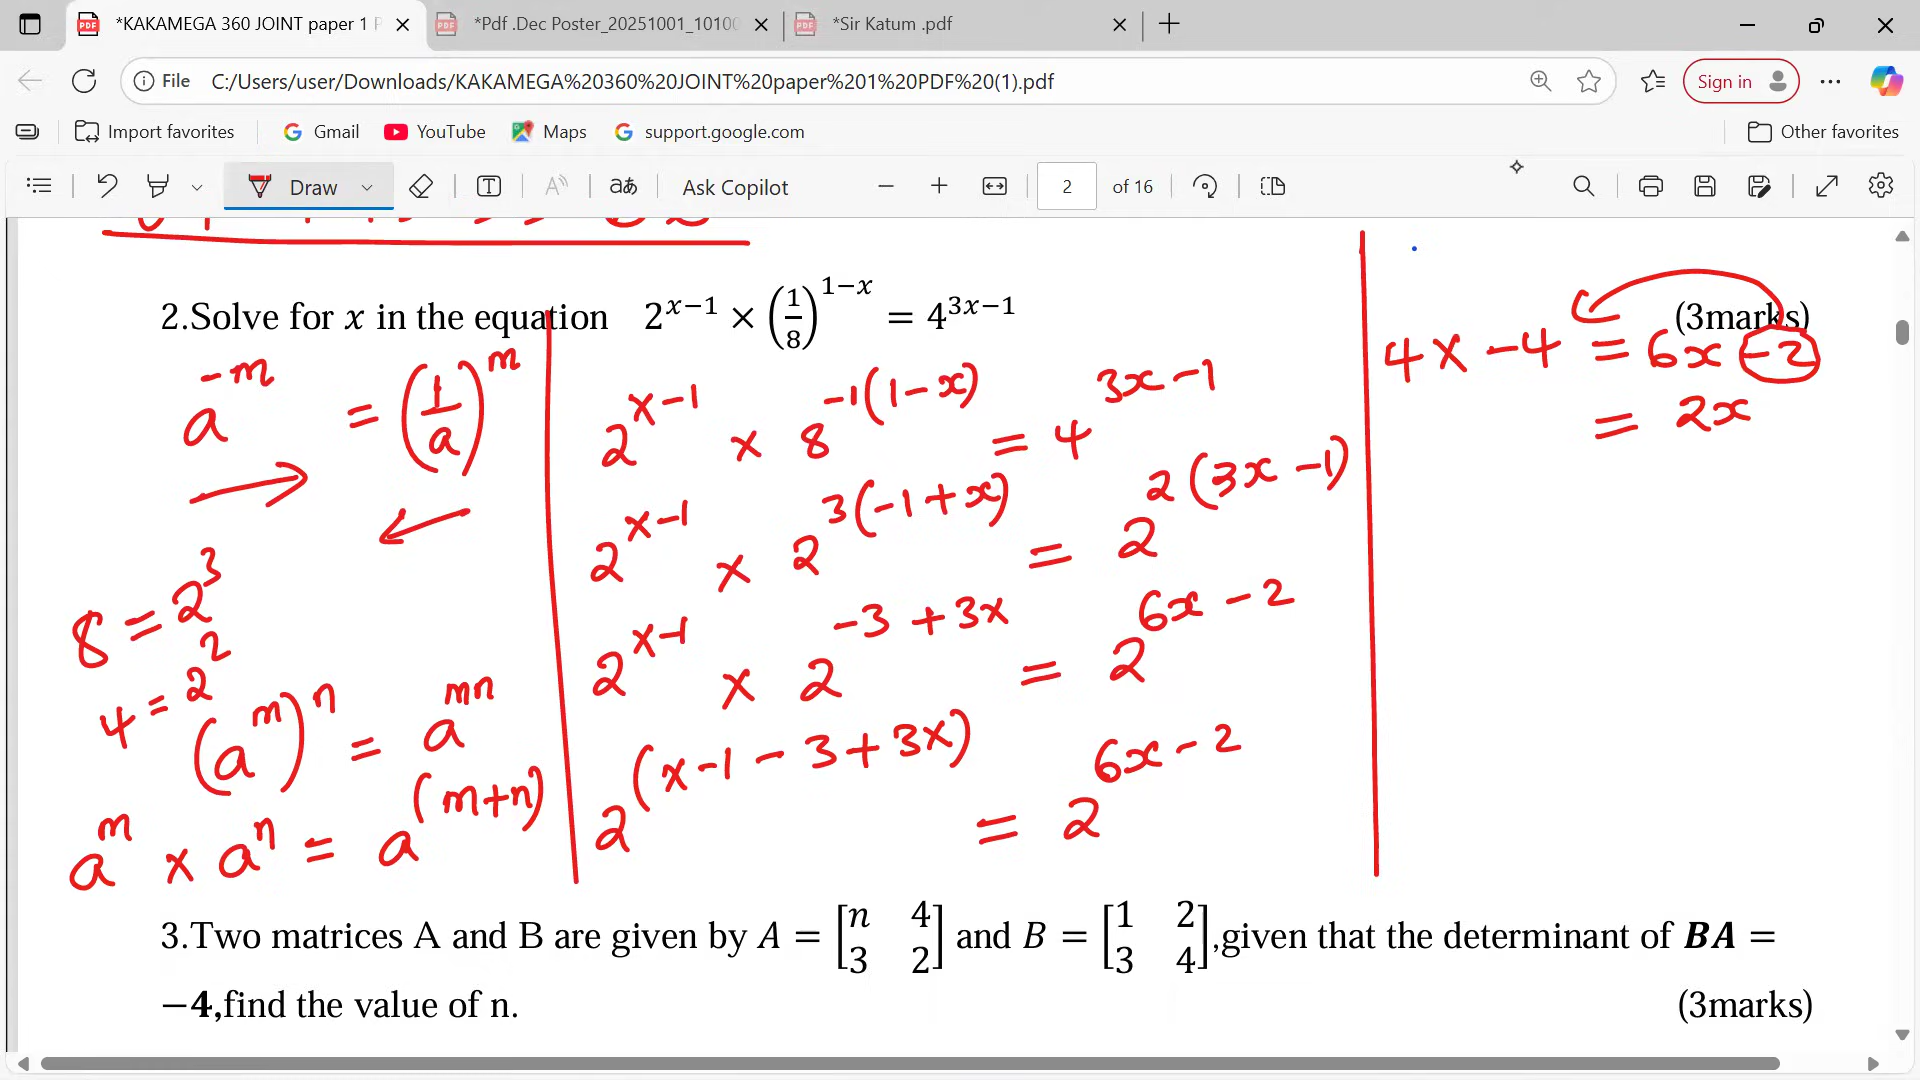 *KAKAMEGA 360 JOINT paper 1 P
*Pdf .Dec Poster_20251001_1010
*Sir Katum .pdf
File C:/Users/user/Downloads/KAKAMEGA%20360%20JOINT%20paper%201%20PDF%20(1).pdf
Sign in
Import favorites Gmail YouTube Maps support.google.com Other favorites
Draw Ask Copilot 2 of 16
2.Solve for x in the equation 2^{x−1} × (1/8)^{1−x} = 4^{3x−1} (3marks)
a^{-m} = (1/a)^m
8 = 2^3
4 = 2^2
(a^m)^n = a^{mn}
a^m × a^n = a^{(m+n)}
2^{x-1} × 8^{-1(1-x)} = 4^{3x-1}
2^{x-1} × 2^{3(-1+x)} = 2^{2(3x-1)}
2^{x-1} × 2^{-3+3x} = 2^{6x-2}
2^{(x-1-3+3x)} = 2^{6x-2}
4x -4 = 6x -2
= 2x
3.Two matrices A and B are given by A = [n 4; 3 2] and B = [1 2; 3 4],given that the determinant of BA =
−4,find the value of n. (3marks)